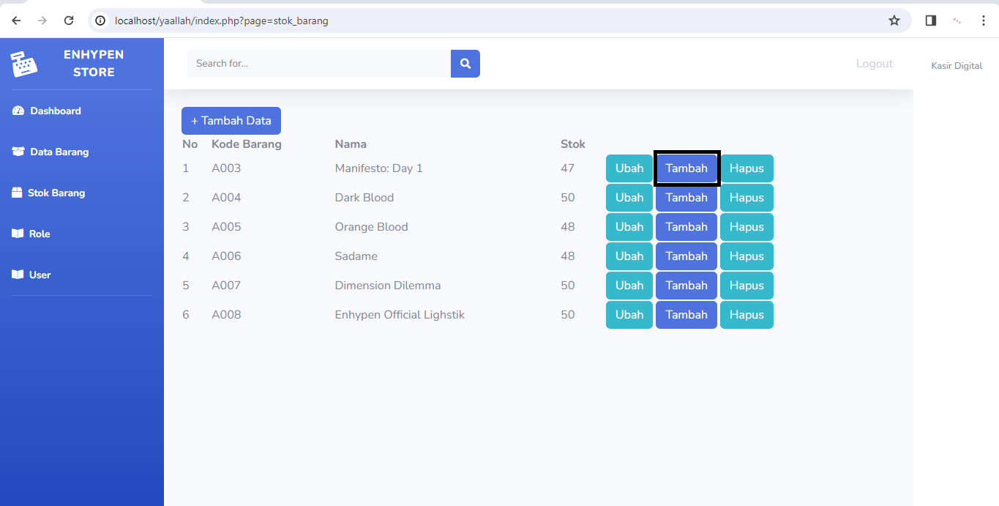 localhost/yaallah/index.php?page=stok_barang
ENHYPEN
STORE
Dashboard
Data Barang
Stok Barang
Role
User
Search for...
Logout
Kasir Digital
+ Tambah Data
No Kode Barang Nama Stok
1 A003 Manifesto: Day 1 47 Ubah Tambah Hapus
2 A004 Dark Blood 50 Ubah Tambah Hapus
3 A005 Orange Blood 48 Ubah Tambah Hapus
4 A006 Sadame 48 Ubah Tambah Hapus
5 A007 Dimension Dilemma 50 Ubah Tambah Hapus
6 A008 Enhypen Official Lighstik 50 Ubah Tambah Hapus